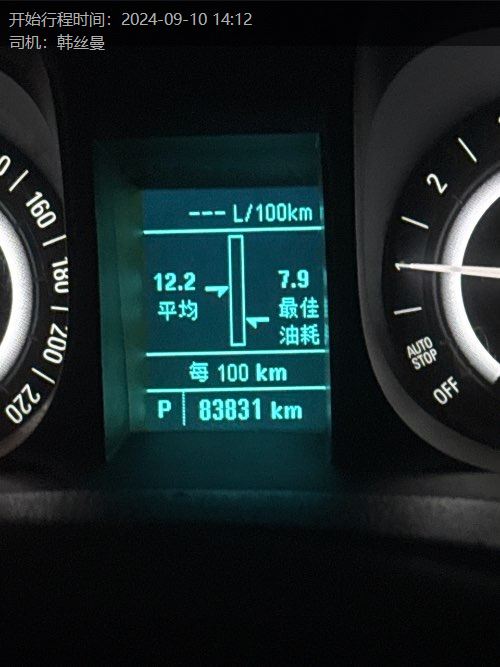 开始行程时间：2024-09-10 14:12
司机：韩丝曼
--- L/100km
12.2 平均
7.9 最佳油耗
每 100 km
P 83831 km
160
180
200
220
2
1
AUTO STOP
OFF